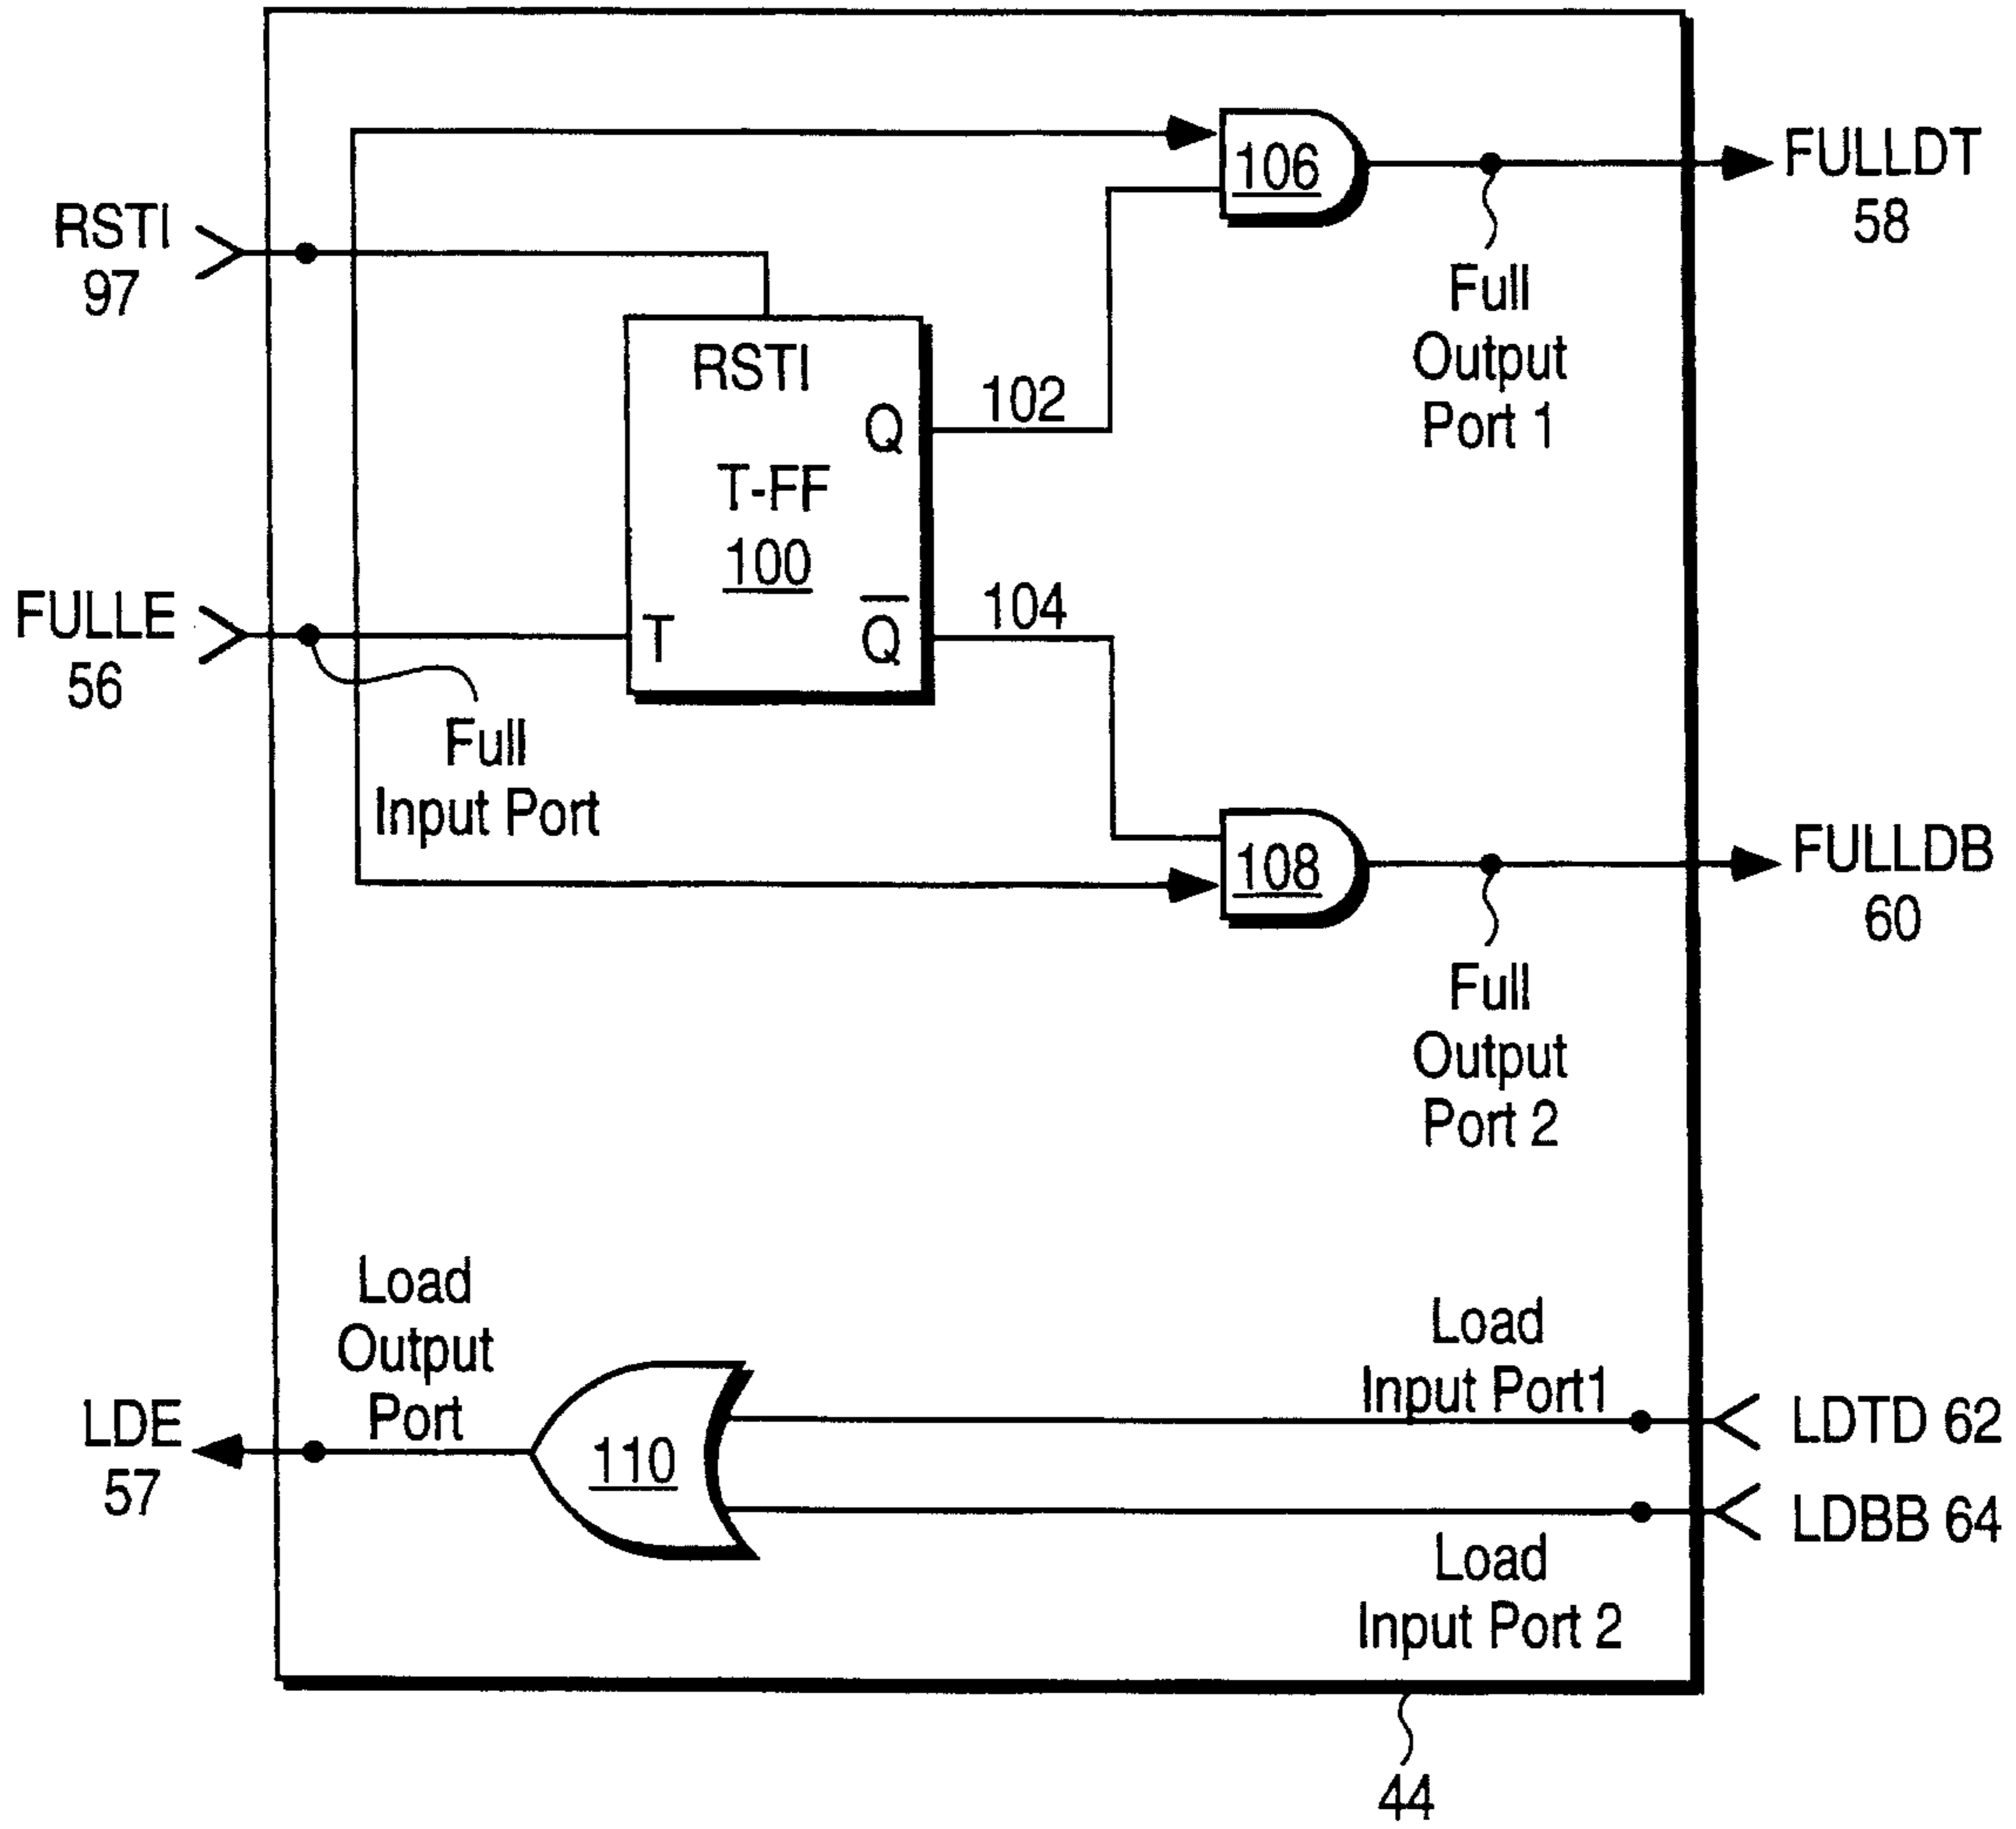 RSTI
97
FULLE
56
RSTI
Q
T-FF
100
T
Q̅
102
104
106
108
FULLDT
58
Full
Output
Port 1
Full
Input Port
FULLDB
60
Full
Output
Port 2
Load
Output
Port
LDE
57
110
Load
Input Port1
LDTD 62
LDBB 64
Load
Input Port 2
44